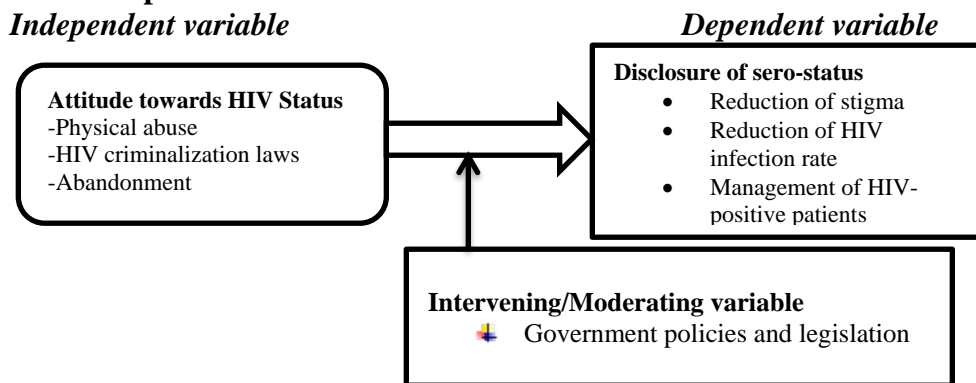 Independent variable
Dependent variable
Attitude towards HIV Status
-Physical abuse
-HIV criminalization laws
-Abandonment
Disclosure of sero-status
• Reduction of stigma
• Reduction of HIV
infection rate
• Management of HIV-
positive patients
Intervening/Moderating variable
Government policies and legislation